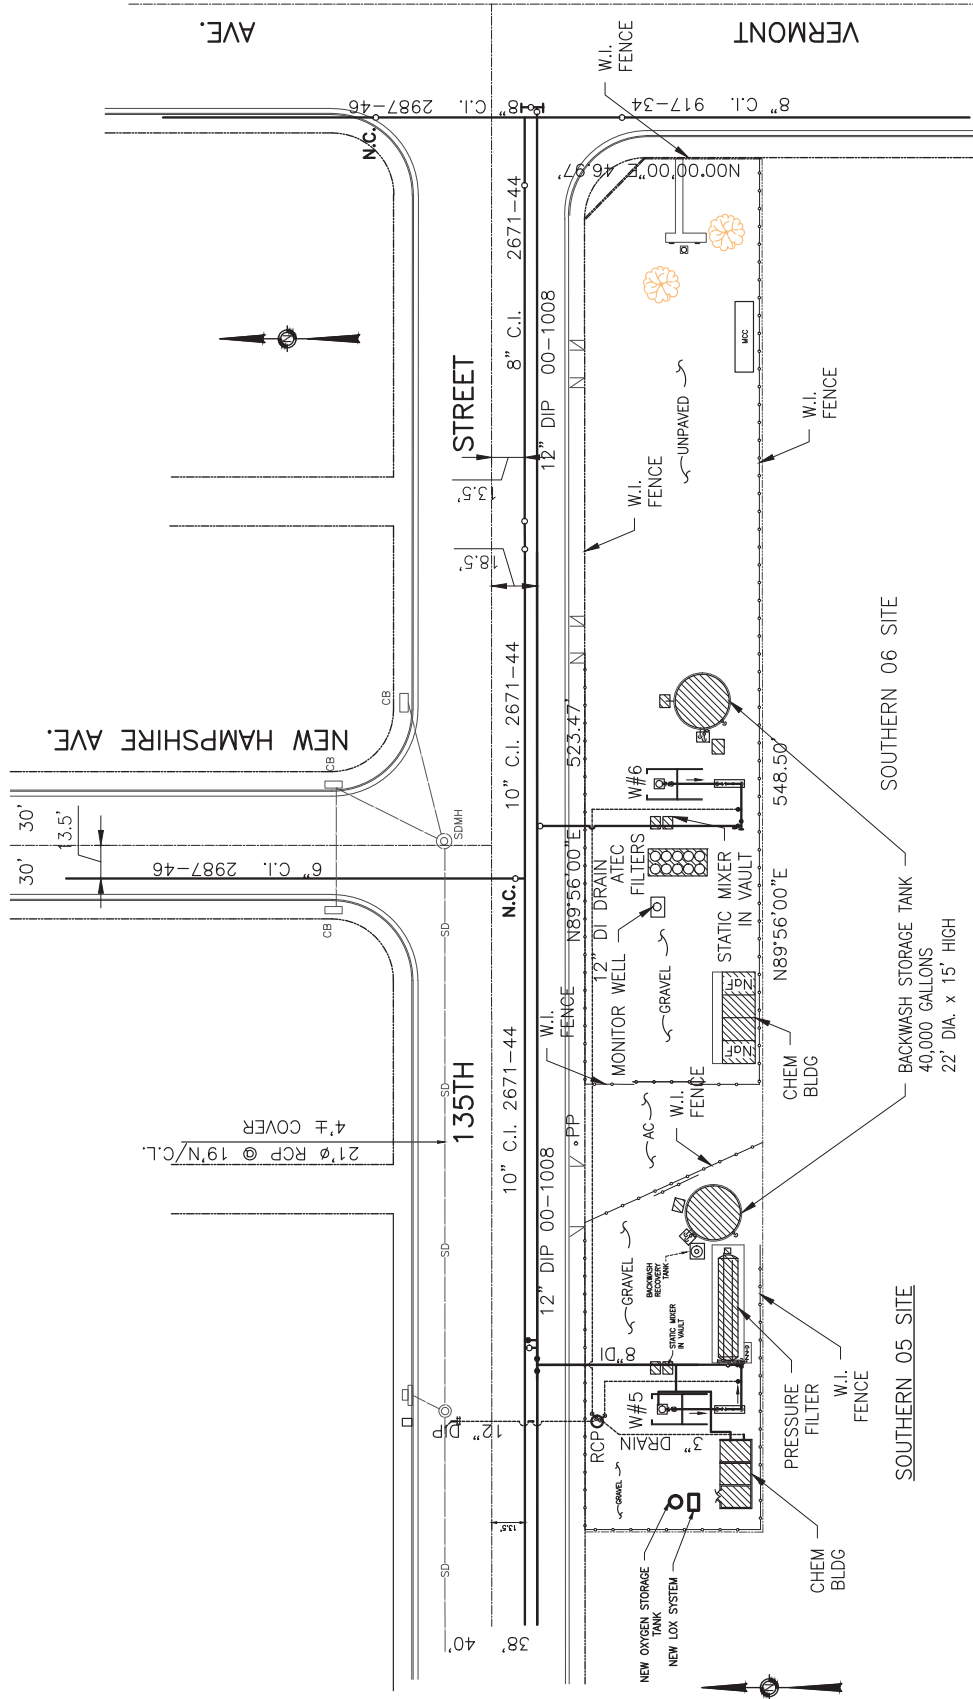 AVE.
VERMONT
W.I.
FENCE
8" C.I. 2987-46
8" C.I. 917-34
N.C.
N00°00'00"E 46.97'
8" C.I. 2671-44
12" DIP 00-1008
N
MCC
STREET
UNPAVED
W.I.
FENCE
W.I.
FENCE
13.5'
18.5'
NEW HAMPSHIRE AVE.
CB
CB
CB
SDMH
30'
30'
13.5'
6" C.I. 2987-46
N.C.
10" C.I. 2671-44
523.47'
N89°56'00"E
W#6
548.50'
N89°56'00"E
SOUTHERN 06 SITE
12" DI DRAIN
ATEC
FILTERS
MONITOR WELL
STATIC MIXER
IN VAULT
GRAVEL
NaF
NaF
CHEM
BLDG
BACKWASH STORAGE TANK
40,000 GALLONS
22' DIA. x 15' HIGH
W.I.
FENCE
W.I.
FENCE
AC
PP
135TH
10" C.I. 2671-44
12" DIP 00-1008
21"ø RCP @ 19'N/C.L.
4'± COVER
SD
SD
SD
SD
GRAVEL
BACKWASH
RECOVERY
TANK
STATIC MIXER
IN VAULT
8"DI
W#5
12" DIP
RCP
3" DRAIN
GRAVEL
PRESSURE
FILTER
W.I.
FENCE
SOUTHERN 05 SITE
CHEM
BLDG
NEW OXYGEN STORAGE
TANK
NEW LOX SYSTEM
13.5'
40'
38'
N